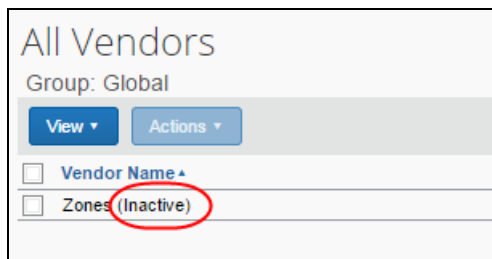 All Vendors
Group: Global
View Actions
Vendor Name
Zones (Inactive)